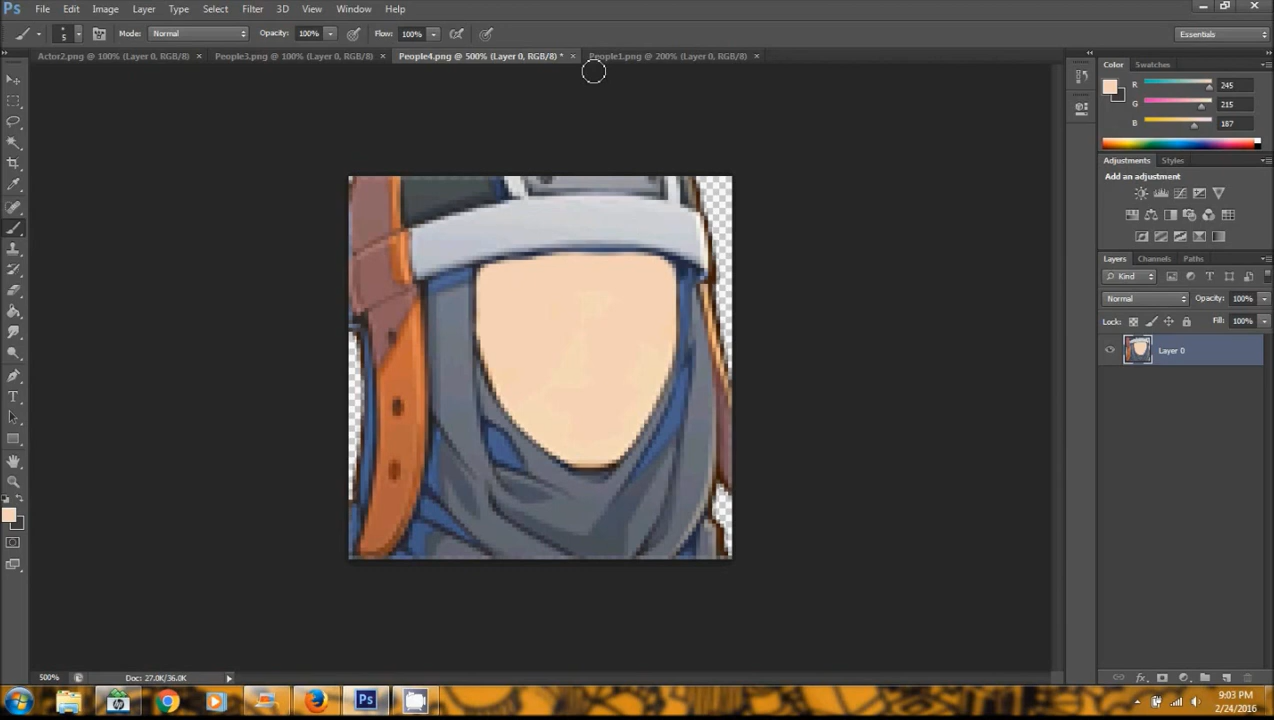 Ps File Edit Image Layer Type Select Filter 3D View Window Help
5 Mode: Normal Opacity: 100% Flow: 100% Essentials
Actor2.png @ 100% (Layer 0, RGB/8) × People3.png @ 100% (Layer 0, RGB/8) × People4.png @ 500% (Layer 0, RGB/8) * × People1.png @ 200% (Layer 0, RGB/8) ×
Color Swatches
R 245
G 215
B 187
Adjustments Styles
Add an adjustment
Layers Channels Paths
Kind
Normal Opacity: 100%
Lock: Fill: 100%
Layer 0
500% Doc: 27.0K/36.0K
Ps
9:03 PM
2/24/2016